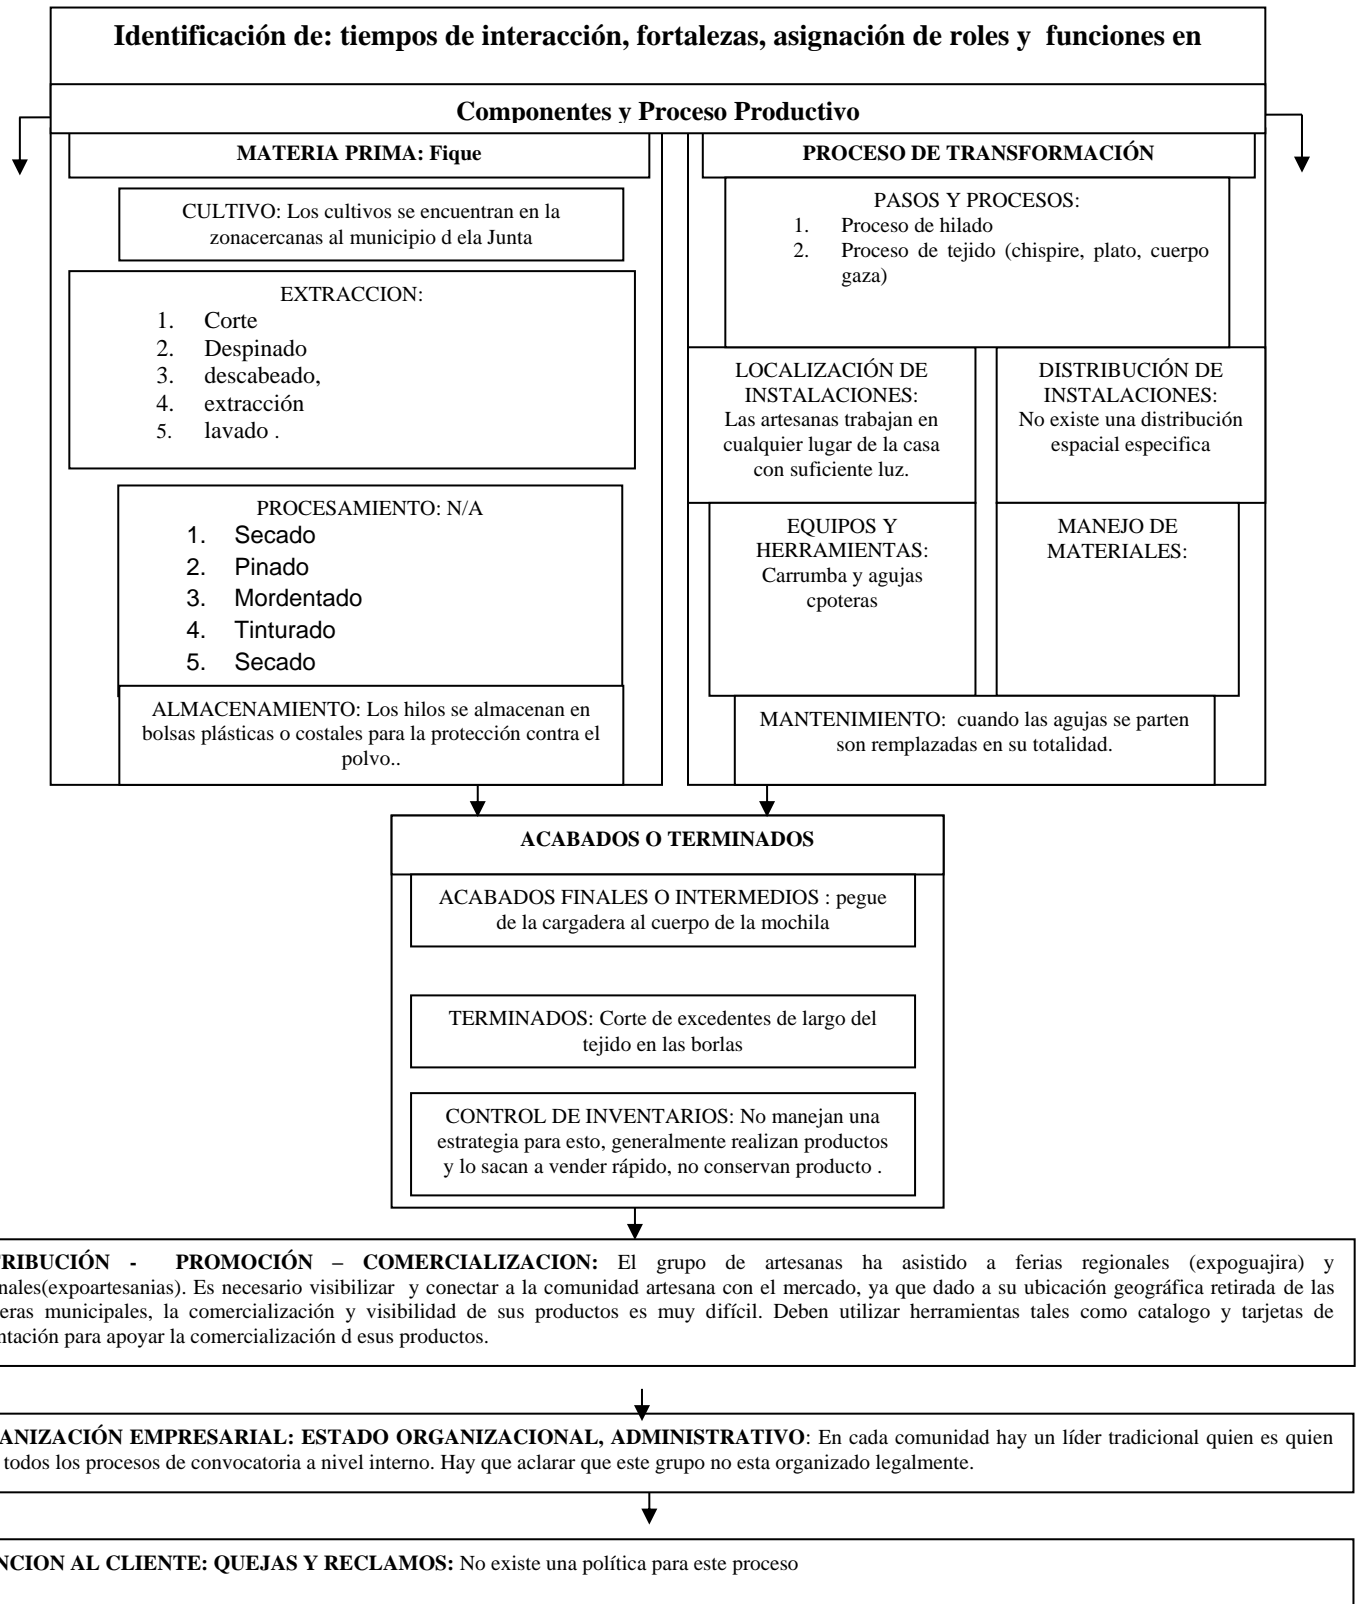 Identificación de: tiempos de interacción, fortalezas, asignación de roles y funciones en
Componentes y Proceso Productivo
MATERIA PRIMA: Fique
CULTIVO: Los cultivos se encuentran en la
zonacercanas al municipio d ela Junta
EXTRACCION:
1. Corte
2. Despinado
3. descabeado,
4. extracción
5. lavado .
PROCESAMIENTO: N/A
1. Secado
2. Pinado
3. Mordentado
4. Tinturado
5. Secado
ALMACENAMIENTO: Los hilos se almacenan en
bolsas plásticas o costales para la protección contra el
polvo..
PROCESO DE TRANSFORMACIÓN
PASOS Y PROCESOS:
1. Proceso de hilado
2. Proceso de tejido (chispire, plato, cuerpo
gaza)
LOCALIZACIÓN DE
INSTALACIONES:
Las artesanas trabajan en
cualquier lugar de la casa
con suficiente luz.
DISTRIBUCIÓN DE
INSTALACIONES:
No existe una distribución
espacial especifica
EQUIPOS Y
HERRAMIENTAS:
Carrumba y agujas
cpoteras
MANEJO DE
MATERIALES:
MANTENIMIENTO: cuando las agujas se parten
son remplazadas en su totalidad.
ACABADOS O TERMINADOS
ACABADOS FINALES O INTERMEDIOS : pegue
de la cargadera al cuerpo de la mochila
TERMINADOS: Corte de excedentes de largo del
tejido en las borlas
CONTROL DE INVENTARIOS: No manejan una
estrategia para esto, generalmente realizan productos
y lo sacan a vender rápido, no conservan producto .
TRIBUCIÓN - PROMOCIÓN – COMERCIALIZACION: El grupo de artesanas ha asistido a ferias regionales (expoguajira) y
nales(expoartesanias). Es necesario visibilizar y conectar a la comunidad artesana con el mercado, ya que dado a su ubicación geográfica retirada de las
eras municipales, la comercialización y visibilidad de sus productos es muy difícil. Deben utilizar herramientas tales como catalogo y tarjetas de
ntación para apoyar la comercialización d esus productos.
ANIZACIÓN EMPRESARIAL: ESTADO ORGANIZACIONAL, ADMINISTRATIVO: En cada comunidad hay un líder tradicional quien es quien
todos los procesos de convocatoria a nivel interno. Hay que aclarar que este grupo no esta organizado legalmente.
NCION AL CLIENTE: QUEJAS Y RECLAMOS: No existe una política para este proceso